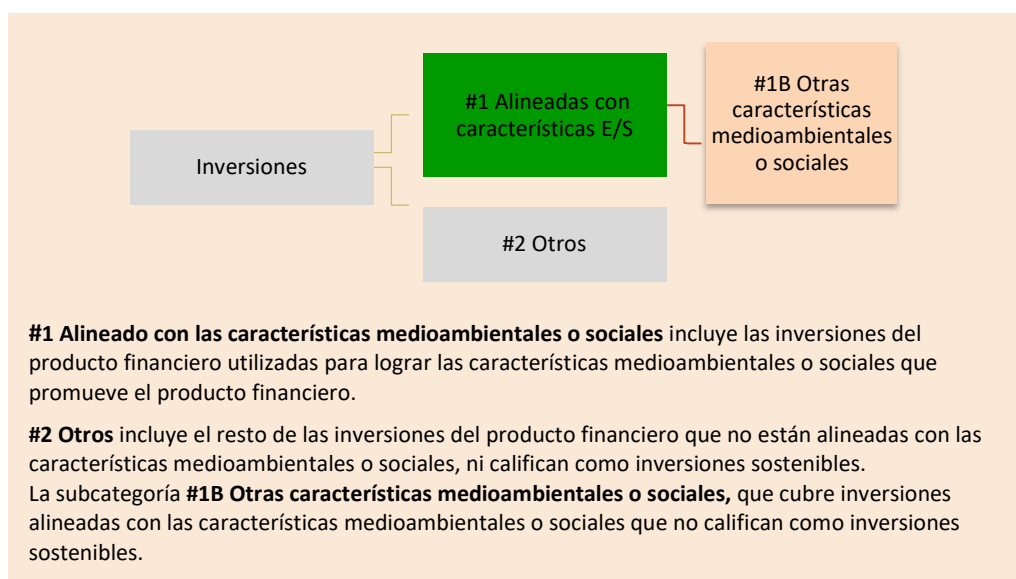 #1 Alineadas con
características E/S
#1B Otras
características
medioambientales
o sociales
Inversiones
#2 Otros
#1 Alineado con las características medioambientales o sociales incluye las inversiones del
producto financiero utilizadas para lograr las características medioambientales o sociales que
promueve el producto financiero.
#2 Otros incluye el resto de las inversiones del producto financiero que no están alineadas con las
características medioambientales o sociales, ni califican como inversiones sostenibles.
La subcategoría #1B Otras características medioambientales o sociales, que cubre inversiones
alineadas con las características medioambientales o sociales que no califican como inversiones
sostenibles.